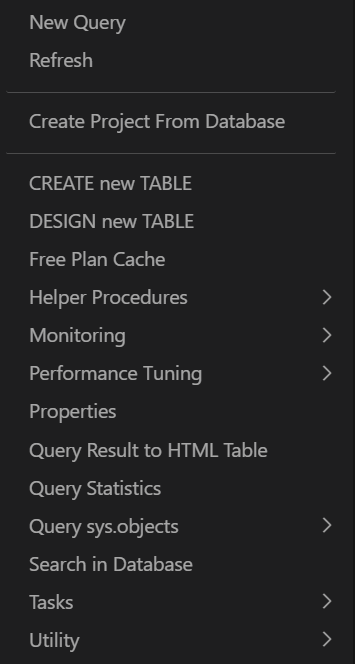 New Query
Refresh
Create Project From Database
CREATE new TABLE
DESIGN new TABLE
Free Plan Cache
Helper Procedures
Monitoring
Performance Tuning
Properties
Query Result to HTML Table
Query Statistics
Query sys.objects
Search in Database
Tasks
Utility